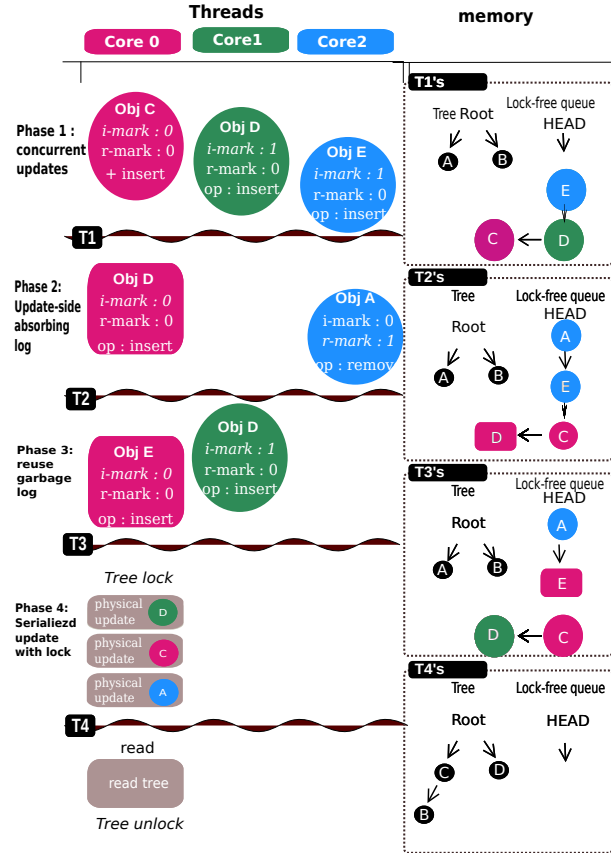 Threads
memory
Core 0
Core1
Core2
Phase 1 :
concurrent
updates
Obj C
i-mark : 0
r-mark : 0
+ insert
Obj D
i-mark : 1
r-mark : 0
op : insert
Obj E
i-mark : 1
r-mark : 0
op : insert
T1
T1's
Tree Root
A
B
Lock-free queue
HEAD
E
C
D
Phase 2:
Update-side
absorbing
log
Obj D
i-mark : 0
r-mark : 0
op : insert
Obj A
i-mark : 0
r-mark : 1
op : remov
T2
T2's
Tree
Root
A
B
Lock-free queue
HEAD
A
E
D
C
Phase 3:
reuse
garbage
log
Obj E
i-mark : 0
r-mark : 0
op : insert
Obj D
i-mark : 1
r-mark : 0
op : insert
T3
T3's
Tree
Root
A
B
Lock-free queue
HEAD
A
E
D
C
Phase 4:
Serialiezd
update
with lock
Tree lock
physical
update
D
physical
update
C
physical
update
A
T4
T4's
Tree
Root
C
D
B
Lock-free queue
HEAD
read
read tree
Tree unlock